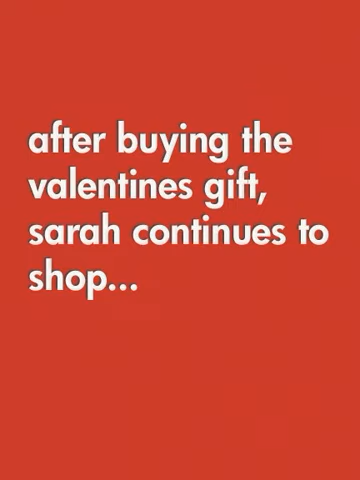 after buying the
valentines gift,
sarah continues to
shop...